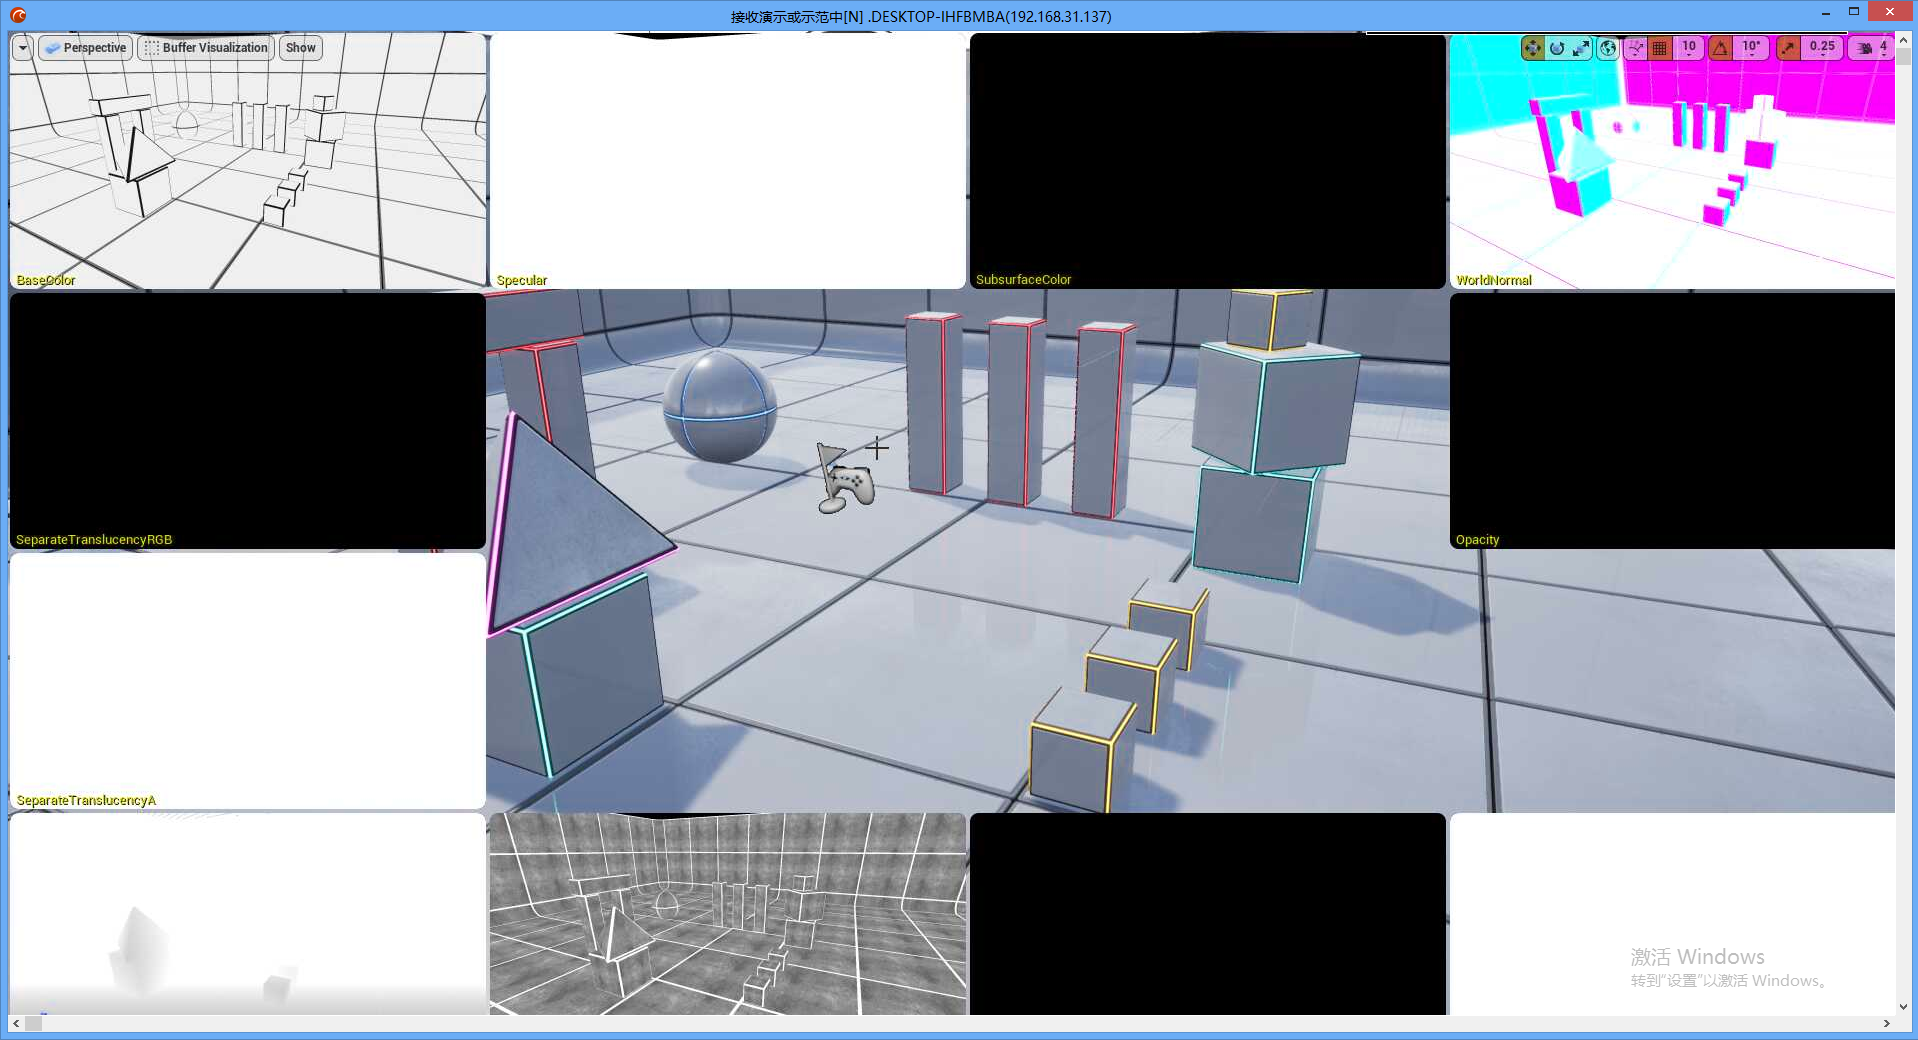 接收演示或示范中[N] .DESKTOP-IHFBMBA(192.168.31.137)
Perspective Buffer Visualization Show
10 10° 0.25 4
BaseColor
Specular
SubsurfaceColor
WorldNormal
SeparateTranslucencyRGB
Opacity
SeparateTranslucencyA
激活 Windows
转到“设置”以激活 Windows。